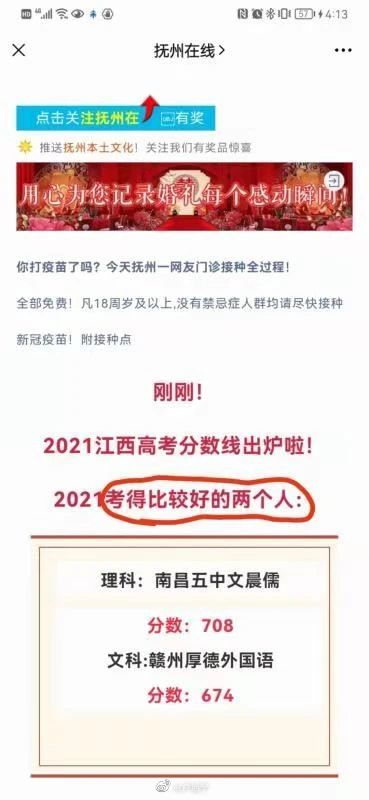 HD 4G 57 4:13
抚州在线
点击关注抚州在 有奖
推送抚州本土文化！关注我们有奖品惊喜
用心为您记录婚礼每个感动瞬间！
你打疫苗了吗？今天抚州一网友门诊接种全过程！
全部免费！凡18周岁及以上,没有禁忌症人群均请尽快接种
新冠疫苗！附接种点
刚刚！
2021江西高考分数线出炉啦！
2021考得比较好的两个人：
理科：南昌五中文晨儒
分数：708
文科:赣州厚德外国语
分数：674